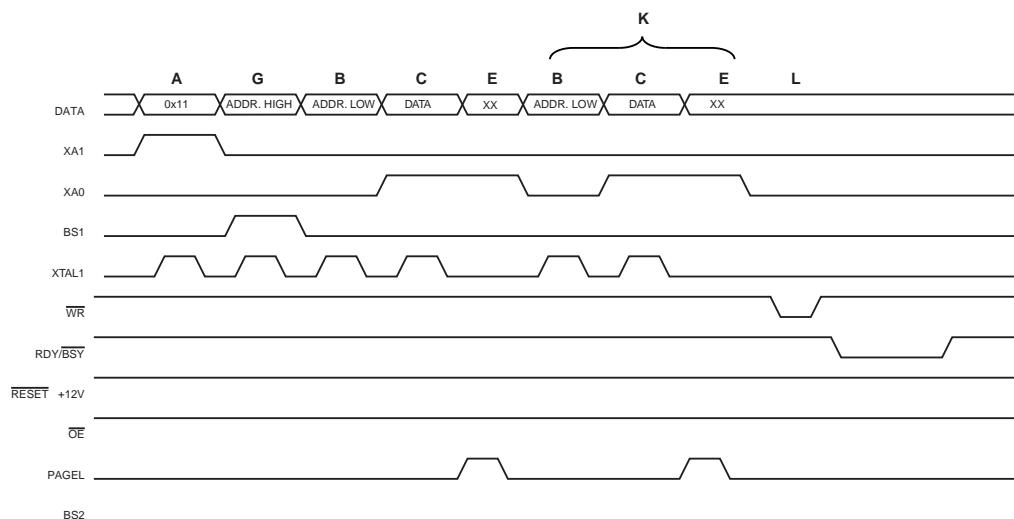 K
A G B C E B C E L
DATA 0x11 ADDR. HIGH ADDR. LOW DATA XX ADDR. LOW DATA XX
XA1
XA0
BS1
XTAL1
WR
RDY/BSY
RESET +12V
OE
PAGEL
BS2